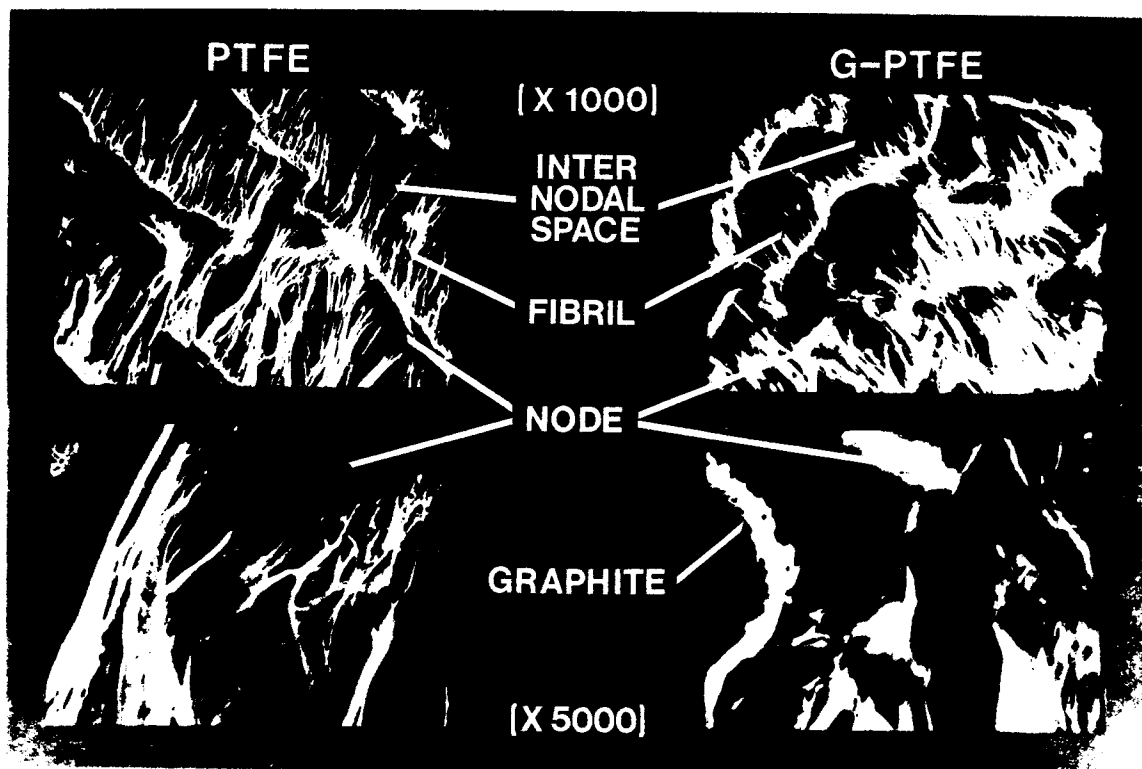 PTFE
G-PTFE
[X 1000]
INTER
NODAL
SPACE
FIBRIL
NODE
GRAPHITE
[X 5000]